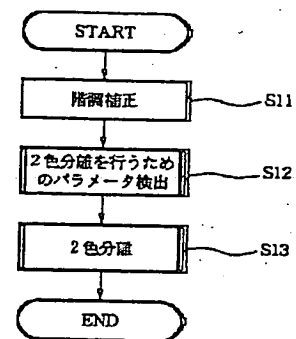 START
階調補正
S11
2色分離を行うため
のパラメータ検出
S12
2色分離
S13
END